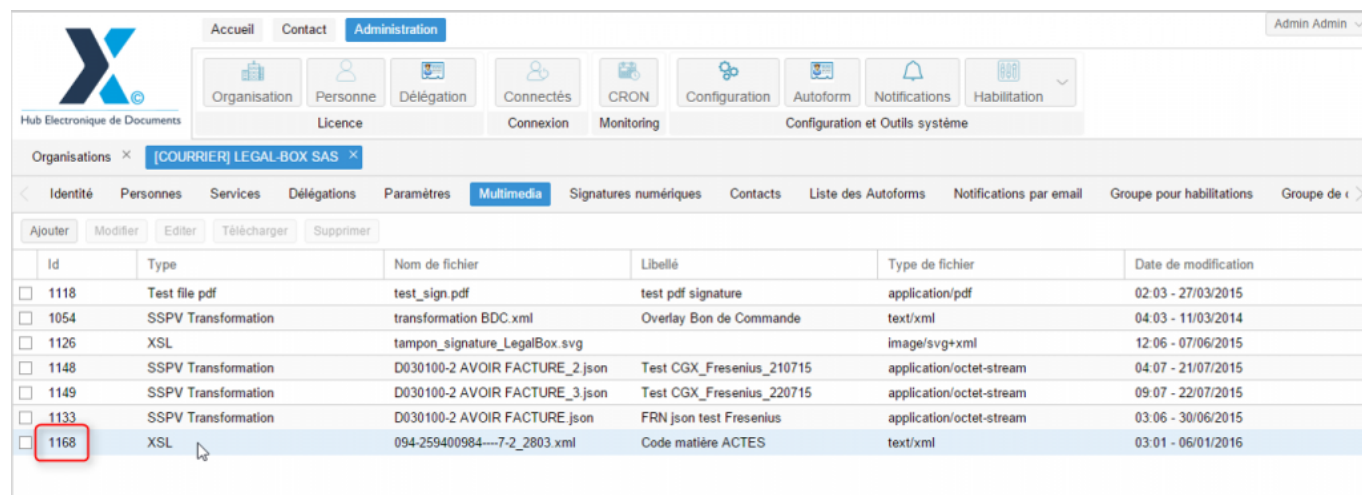 Accueil Contact Administration Admin Admin
©
Hub Electronique de Documents
Organisation Personne Délégation Connectés CRON Configuration Autoform Notifications Habilitation
Licence Connexion Monitoring Configuration et Outils système
Organisations × [COURRIER] LEGAL-BOX SAS ×
Identité Personnes Services Délégations Paramètres Multimedia Signatures numériques Contacts Liste des Autoforms Notifications par email Groupe pour habilitations Groupe de
Ajouter Modifier Editer Télécharger Supprimer
Id Type Nom de fichier Libellé Type de fichier Date de modification
1118 Test file pdf test_sign.pdf test pdf signature application/pdf 02:03 - 27/03/2015
1054 SSPV Transformation transformation BDC.xml Overlay Bon de Commande text/xml 04:03 - 11/03/2014
1126 XSL tampon_signature_LegalBox.svg image/svg+xml 12:06 - 07/06/2015
1148 SSPV Transformation D030100-2 AVOIR FACTURE_2.json Test CGX_Fresenius_210715 application/octet-stream 04:07 - 21/07/2015
1149 SSPV Transformation D030100-2 AVOIR FACTURE_3.json Test CGX_Fresenius_220715 application/octet-stream 09:07 - 22/07/2015
1133 SSPV Transformation D030100-2 AVOIR FACTURE.json FRN json test Fresenius application/octet-stream 03:06 - 30/06/2015
1168 XSL 094-259400984----7-2_2803.xml Code matière ACTES text/xml 03:01 - 06/01/2016